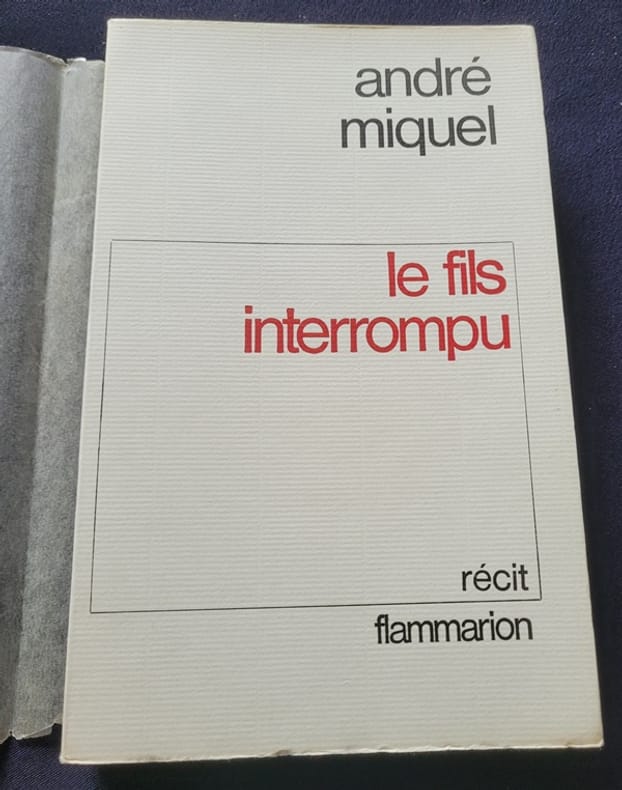 andré
miquel
le fils
interrompu
récit
flammarion